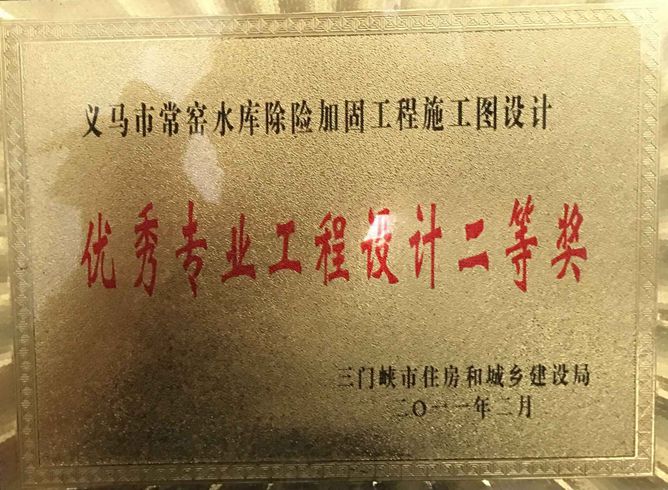 义马市常窑水库除险加固工程施工图设计
优秀专业工程设计二等奖
三门峡市住房和城乡建设局
二〇一一年二月